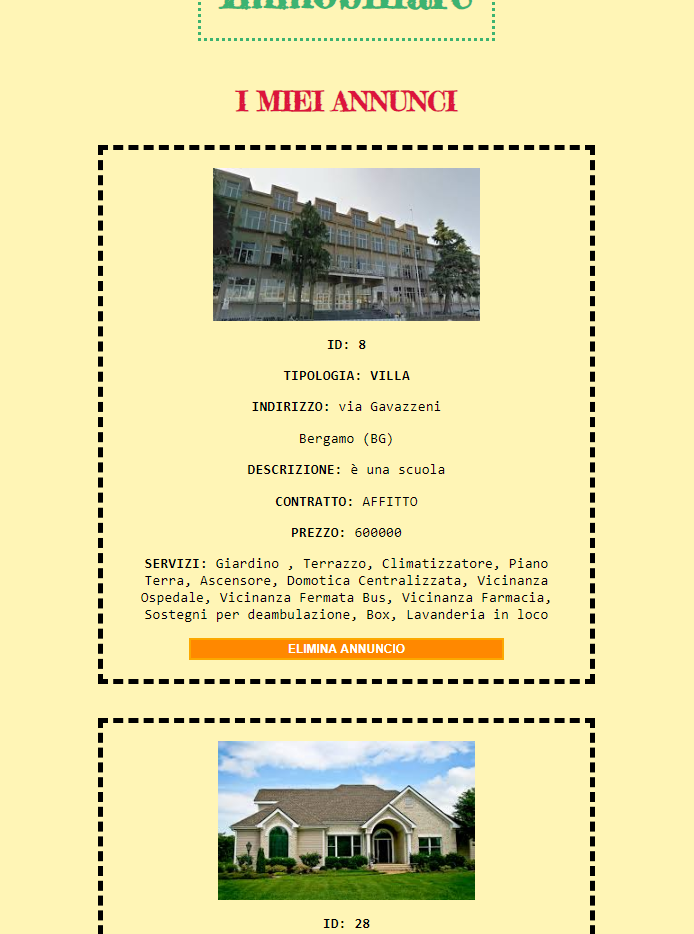 I MIEI ANNUNCI
ID: 8
TIPOLOGIA: VILLA
INDIRIZZO: via Gavazzeni
Bergamo (BG)
DESCRIZIONE: è una scuola
CONTRATTO: AFFITTO
PREZZO: 600000
SERVIZI: Giardino , Terrazzo, Climatizzatore, Piano
Terra, Ascensore, Domotica Centralizzata, Vicinanza
Ospedale, Vicinanza Fermata Bus, Vicinanza Farmacia,
Sostegni per deambulazione, Box, Lavanderia in loco
ELIMINA ANNUNCIO
ID: 28